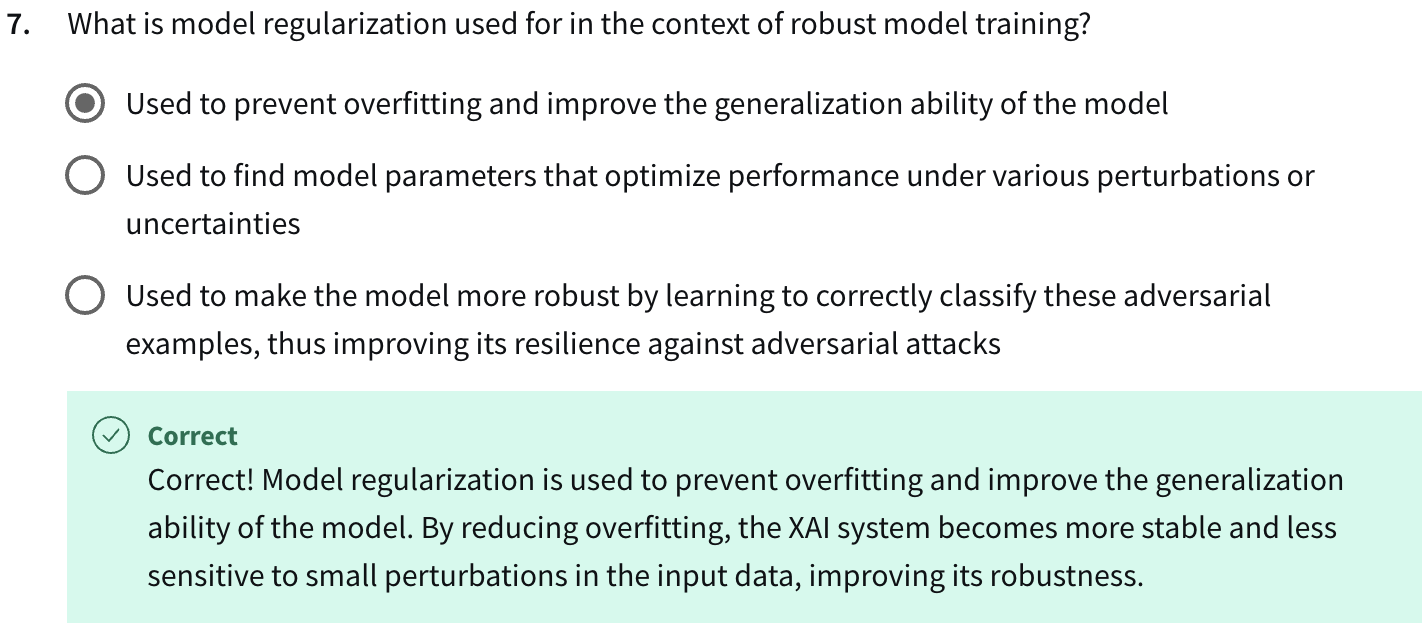 7. What is model regularization used for in the context of robust model training?
Used to prevent overfitting and improve the generalization ability of the model
Used to find model parameters that optimize performance under various perturbations or
uncertainties
Used to make the model more robust by learning to correctly classify these adversarial
examples, thus improving its resilience against adversarial attacks
Correct
Correct! Model regularization is used to prevent overfitting and improve the generalization
ability of the model. By reducing overfitting, the XAI system becomes more stable and less
sensitive to small perturbations in the input data, improving its robustness.